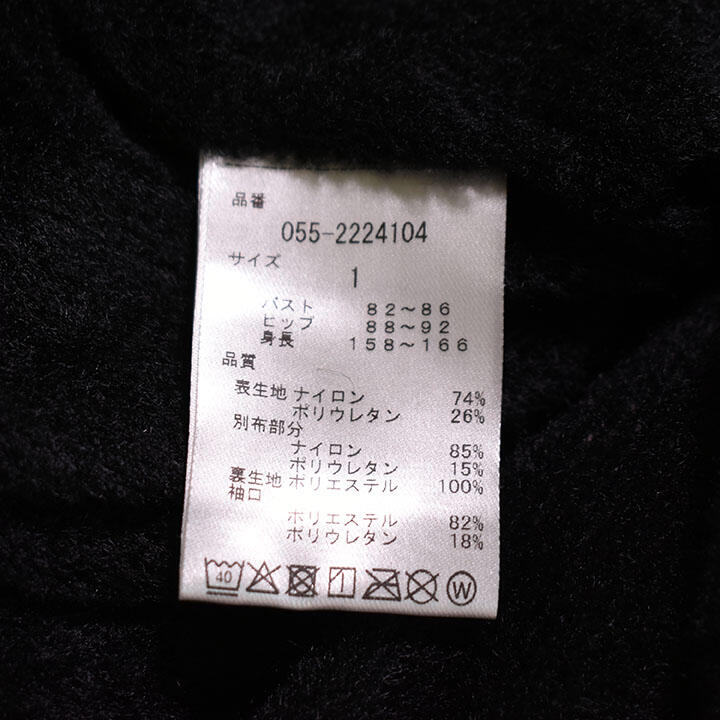 品番
055-2224104
サイズ
1
バスト 82～86
ヒップ 88～92
身長 158～166
品質
表生地 ナイロン 74%
ポリウレタン 26%
別布部分
ナイロン 85%
ポリウレタン 15%
裏生地 ポリエステル 100%
袖口
ポリエステル 82%
ポリウレタン 18%
40 W